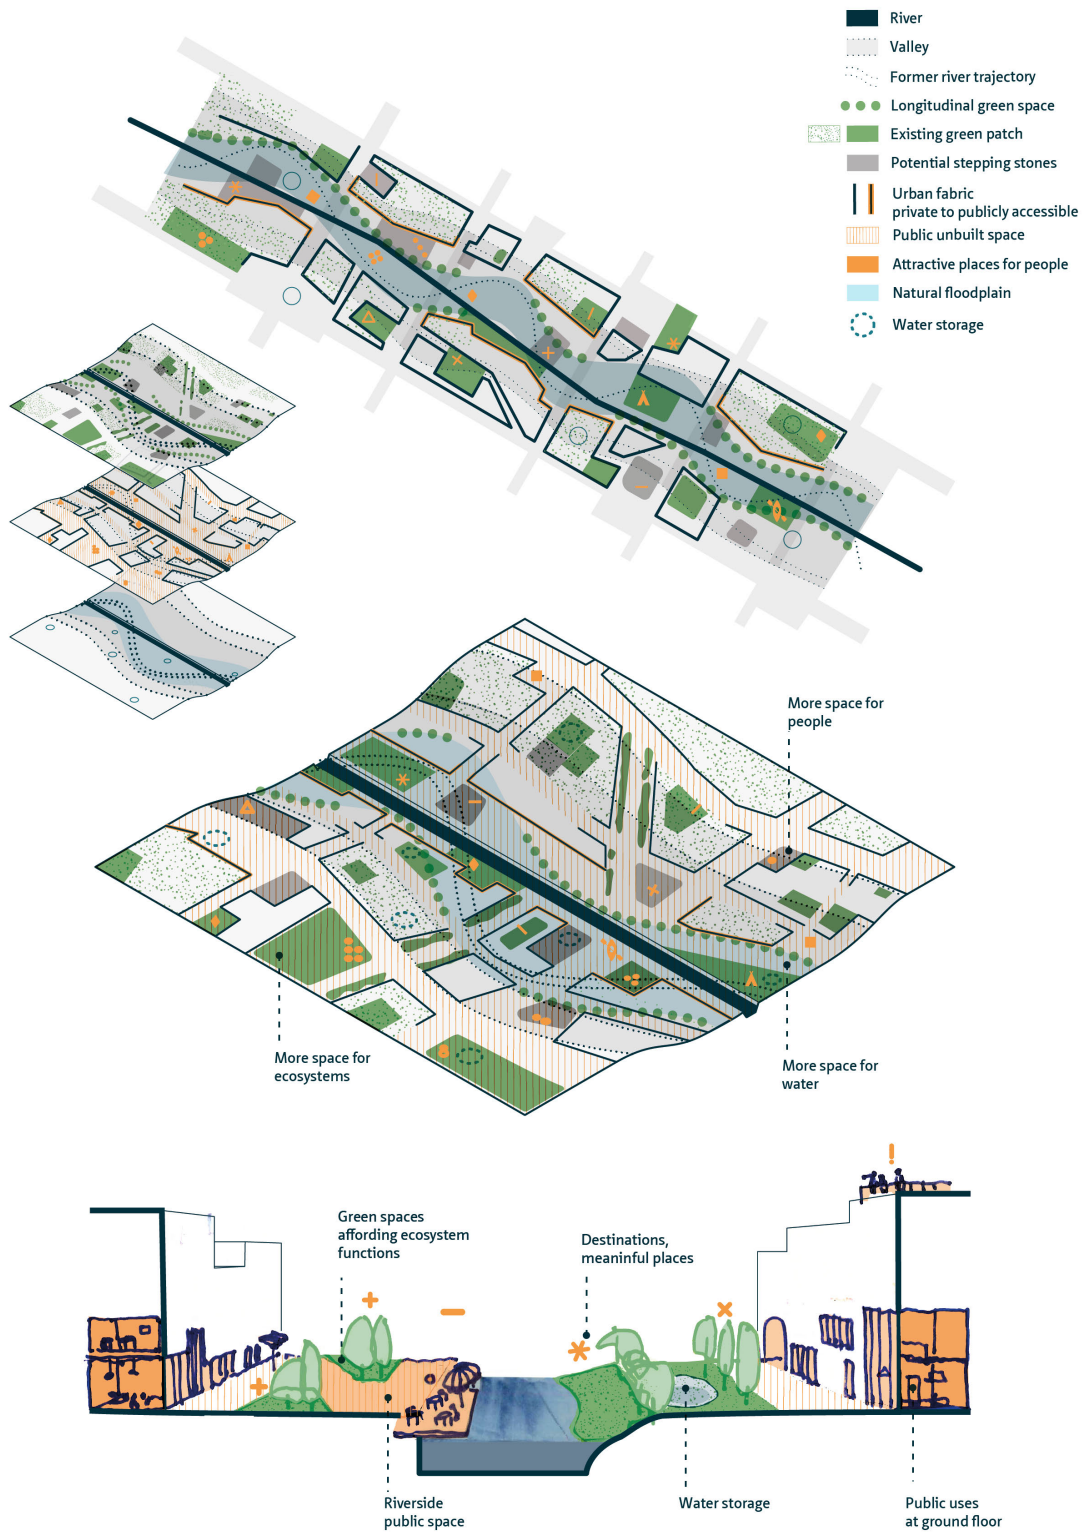 River
Valley
Former river trajectory
Longitudinal green space
Existing green patch
Potential stepping stones
Urban fabric
private to publicly accessible
Public unbuilt space
Attractive places for people
Natural floodplain
Water storage
More space for
people
More space for
ecosystems
More space for
water
Green spaces
affording ecosystem
functions
Destinations,
meaninful places
Riverside
public space
Water storage
Public uses
at ground floor